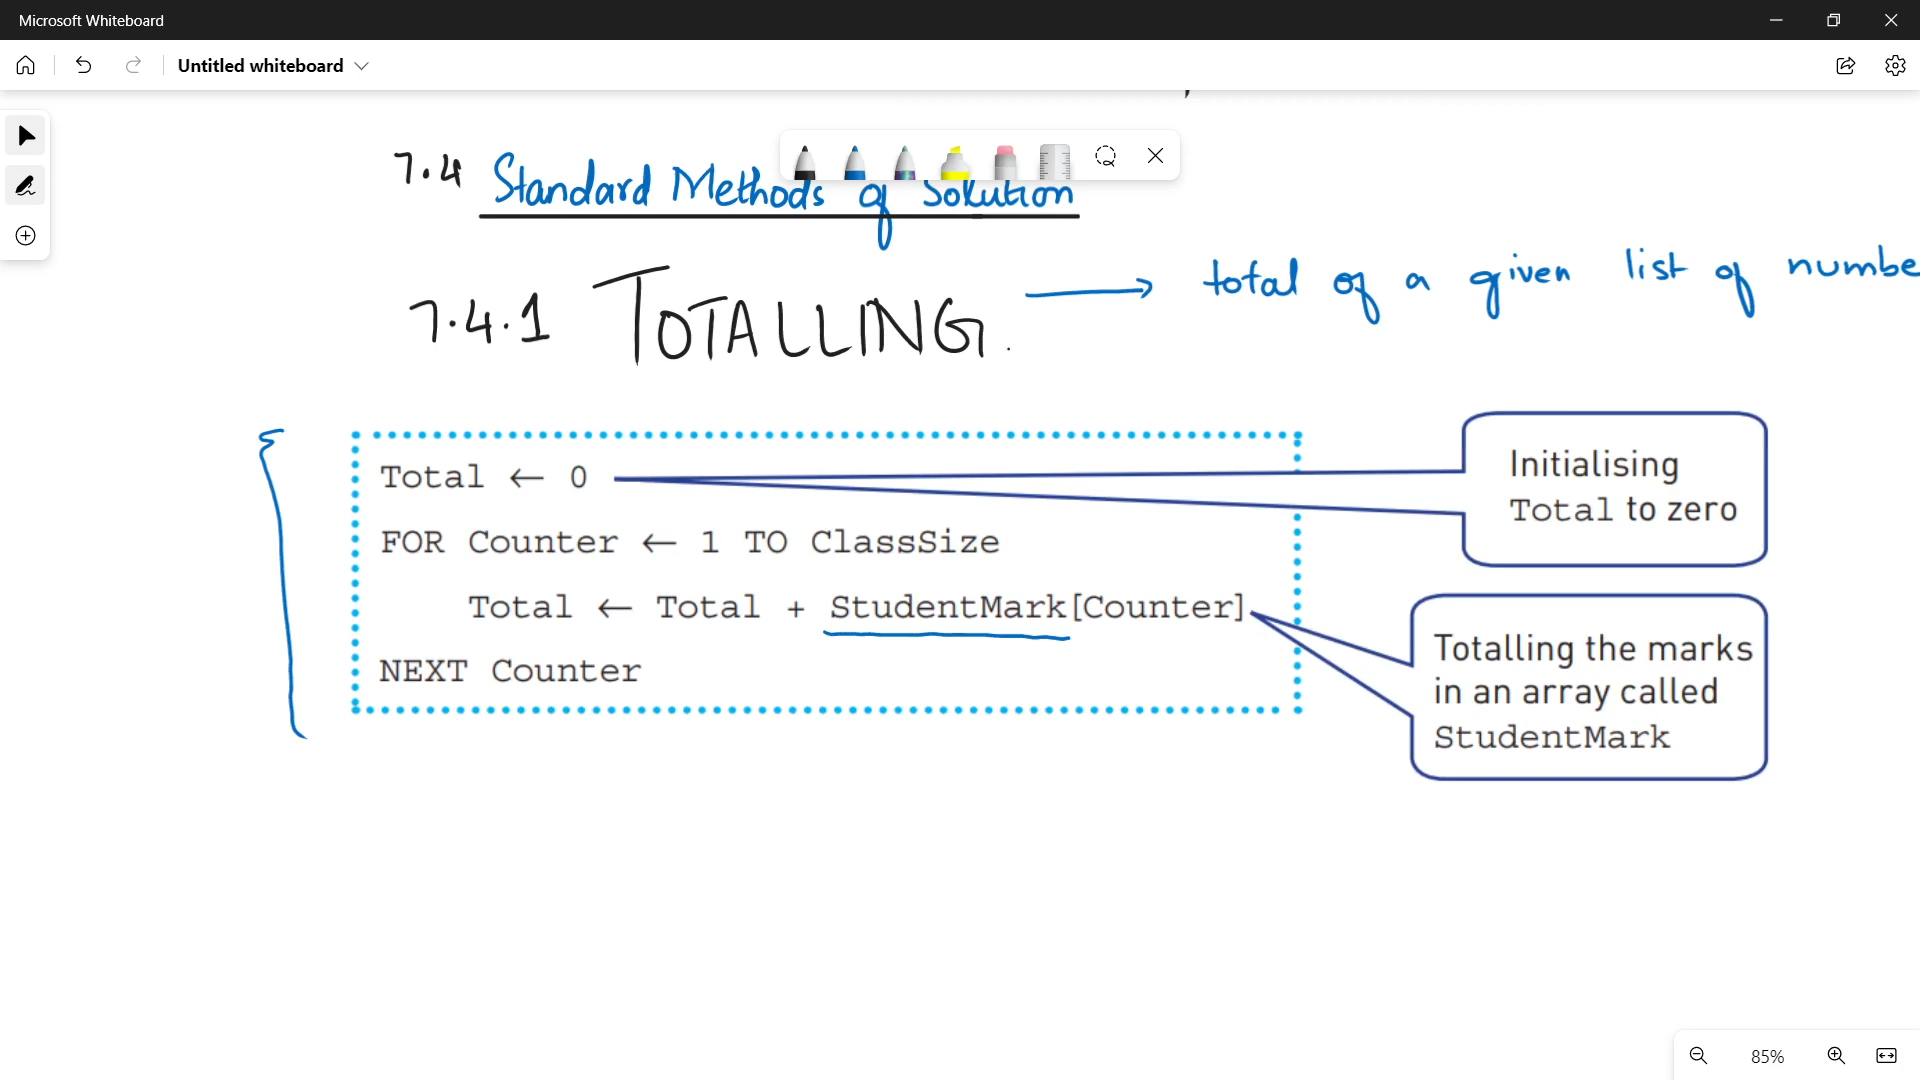 Microsoft Whiteboard
Untitled whiteboard
7.4 Standard Methods of Solution
7.4.1 TOTALLING. → total of a given list of numbe
Total ← 0
FOR Counter ← 1 TO ClassSize
Total ← Total + StudentMark[Counter]
NEXT Counter
Initialising
Total to zero
Totalling the marks
in an array called
StudentMark
85%